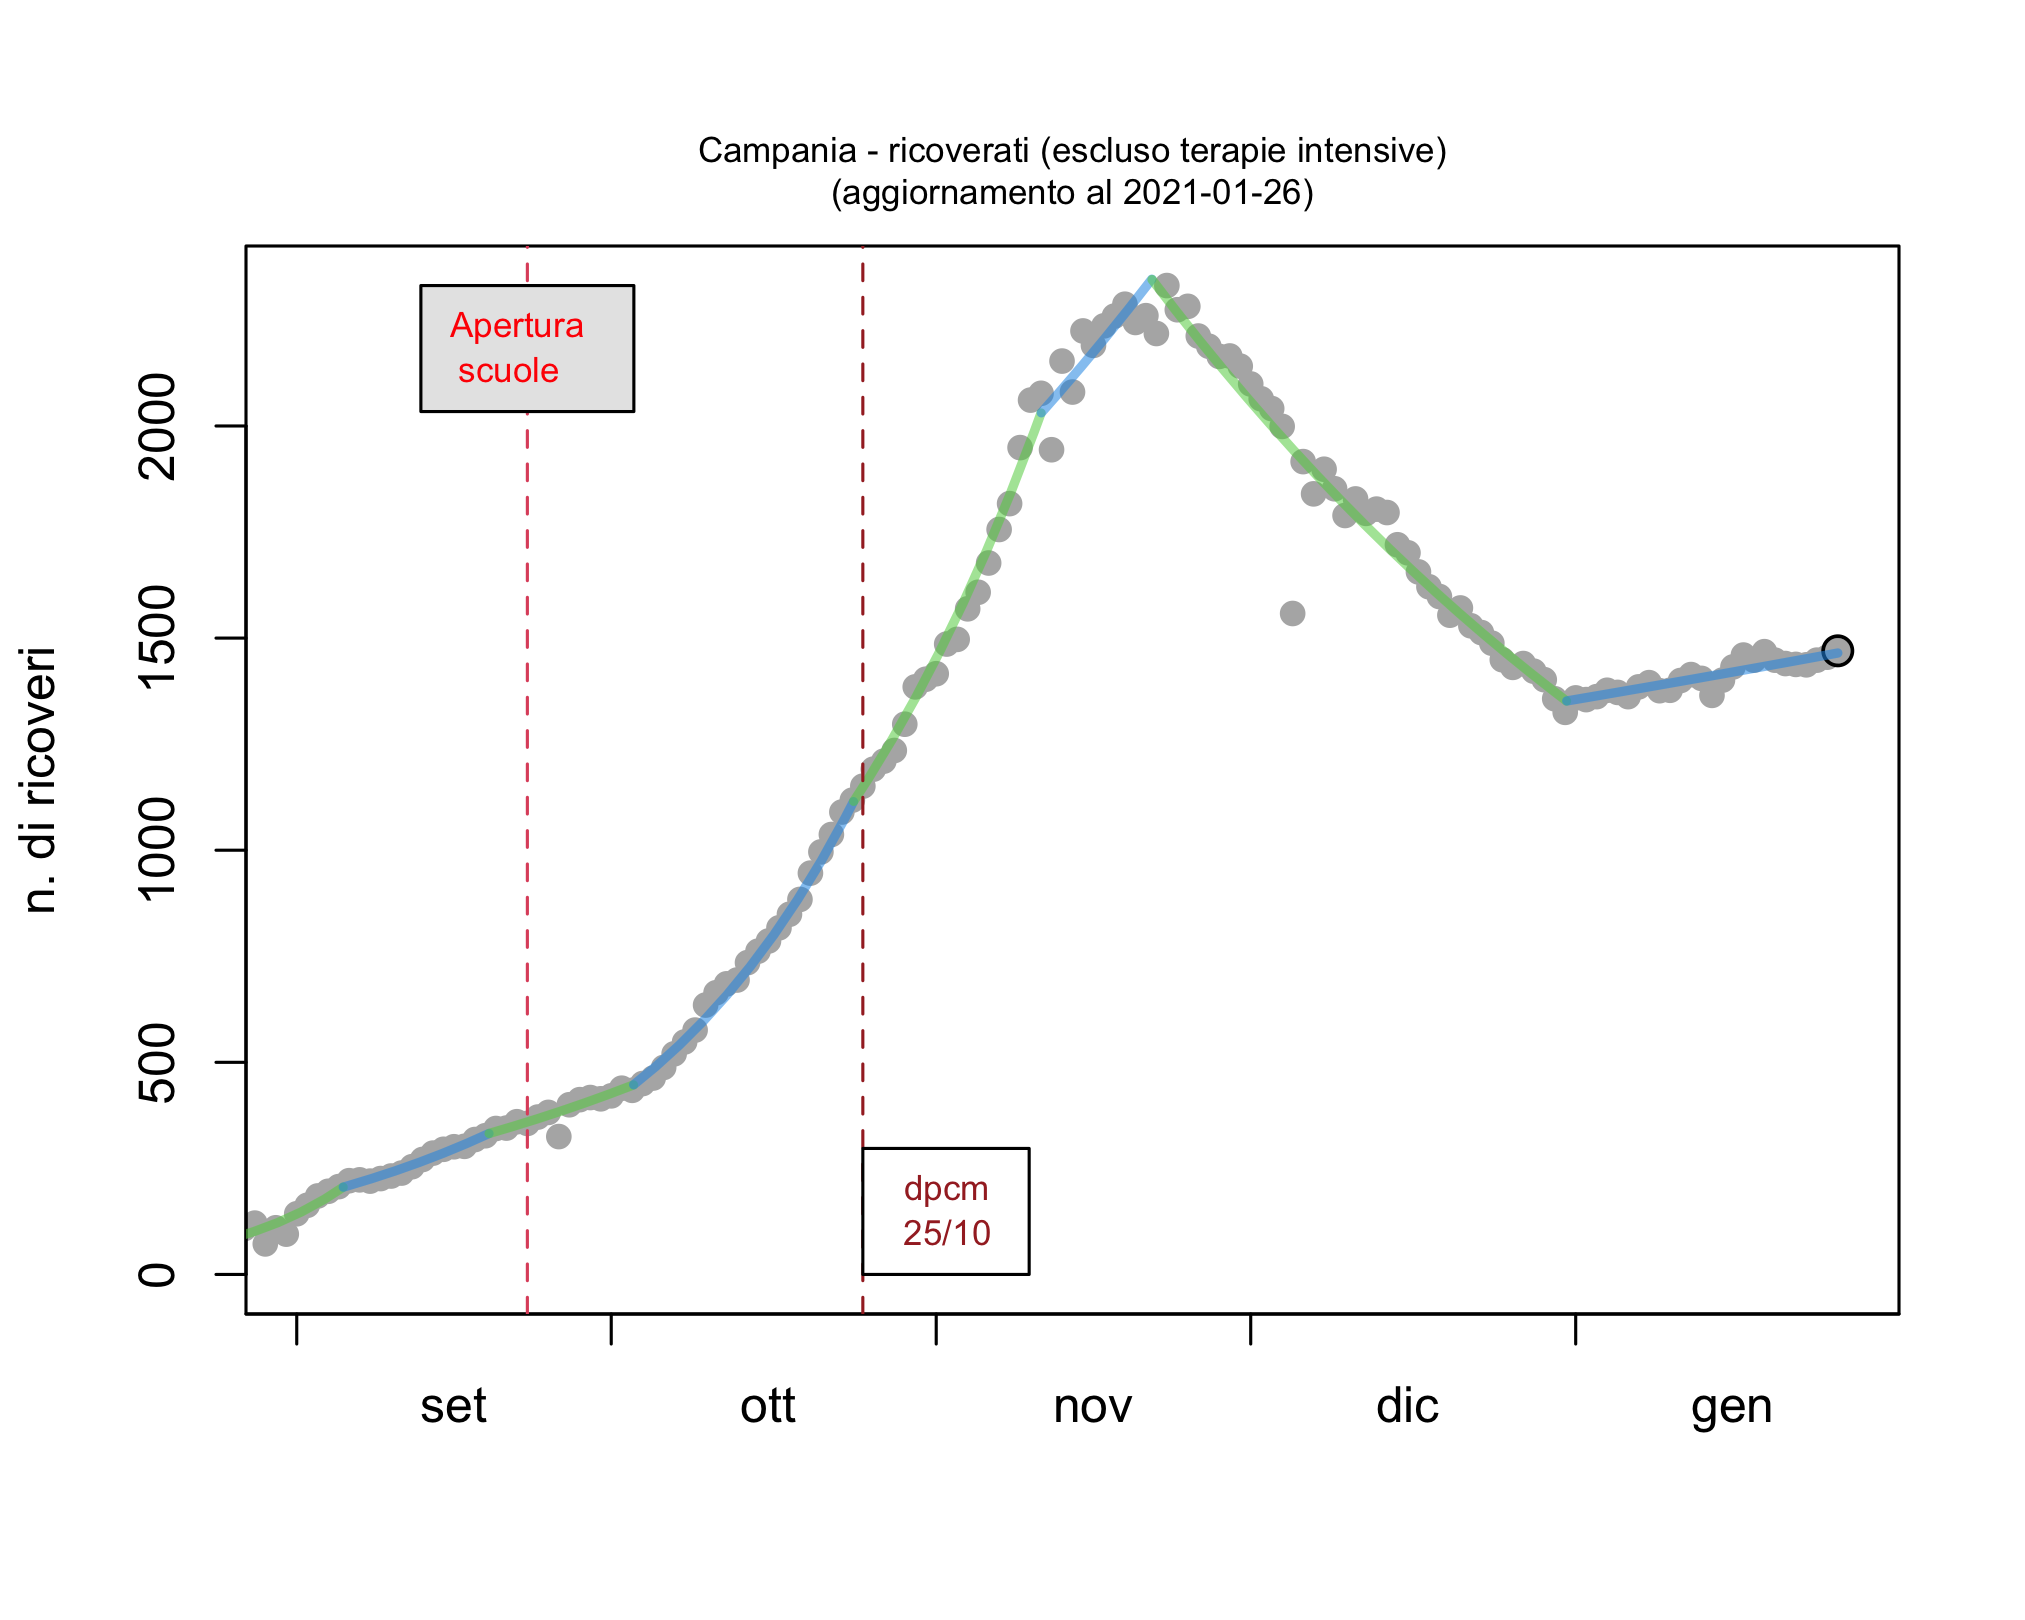 Campania - ricoverati (escluso terapie intensive)
(aggiornamento al 2021-01-26)
Apertura
scuole
2000
1500
1000
500
0
n. di ricoveri
dpcm
25/10
set
ott
nov
dic
gen